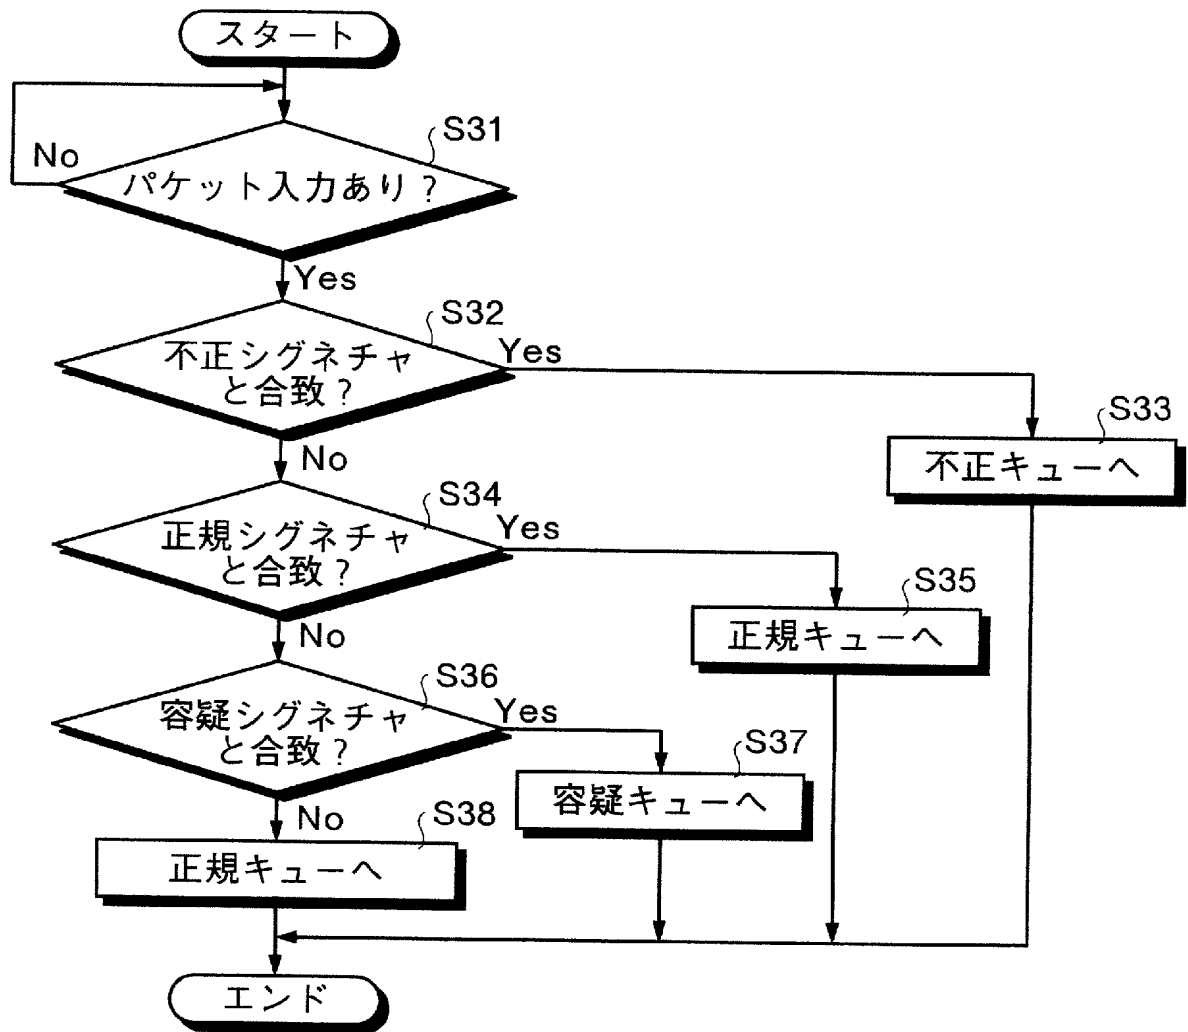 スタート
S31
No
パケット入力あり?
Yes
S32
不正シグネチャ
と合致?
Yes
S33
不正キューへ
No
S34
正規シグネチャ
と合致?
Yes
S35
正規キューへ
No
S36
容疑シグネチャ
と合致?
Yes
S37
容疑キューへ
No
S38
正規キューへ
エンド